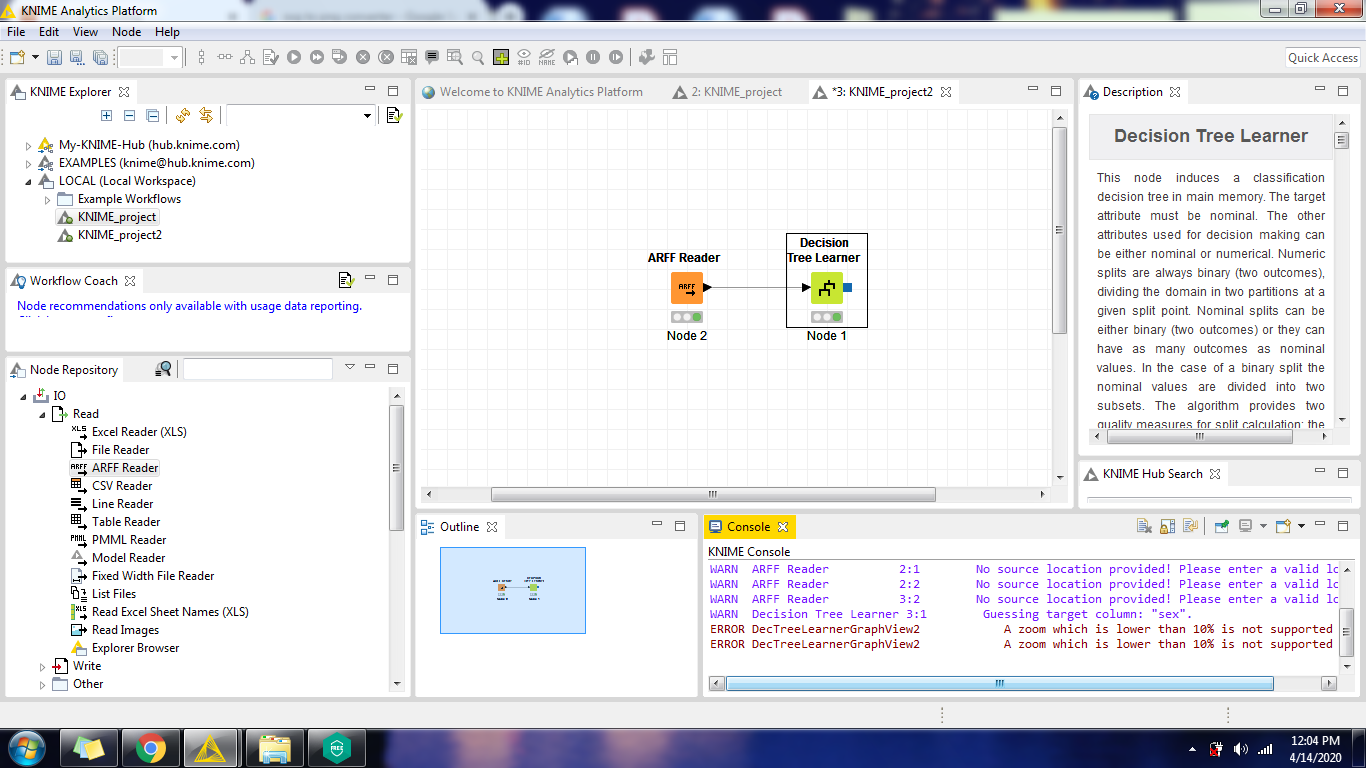 KNIME Analytics Platform
File Edit View Node Help
Quick Access
KNIME Explorer
My-KNIME-Hub (hub.knime.com)
EXAMPLES (knime@hub.knime.com)
LOCAL (Local Workspace)
Example Workflows
KNIME_project
KNIME_project2
Workflow Coach
Node recommendations only available with usage data reporting.
Node Repository
IO
Read
Excel Reader (XLS)
File Reader
ARFF Reader
CSV Reader
Line Reader
Table Reader
PMML Reader
Model Reader
Fixed Width File Reader
List Files
Read Excel Sheet Names (XLS)
Read Images
Explorer Browser
Write
Other
Welcome to KNIME Analytics Platform
2: KNIME_project
*3: KNIME_project2
ARFF Reader
ARFF
Node 2
Decision
Tree Learner
Node 1
Description
Decision Tree Learner
This node induces a classification
decision tree in main memory. The target
attribute must be nominal. The other
attributes used for decision making can
be either nominal or numerical. Numeric
splits are always binary (two outcomes),
dividing the domain in two partitions at a
given split point. Nominal splits can be
either binary (two outcomes) or they can
have as many outcomes as nominal
values. In the case of a binary split the
nominal values are divided into two
subsets. The algorithm provides two
quality measures for split calculation; the
KNIME Hub Search
Outline
Console
KNIME Console
WARN ARFF Reader 2:1 No source location provided! Please enter a valid lo
WARN ARFF Reader 2:2 No source location provided! Please enter a valid lo
WARN ARFF Reader 3:2 No source location provided! Please enter a valid lo
WARN Decision Tree Learner 3:1 Guessing target column: "sex".
ERROR DecTreeLearnerGraphView2 A zoom which is lower than 10% is not supported
ERROR DecTreeLearnerGraphView2 A zoom which is lower than 10% is not supported
FREE
12:04 PM
4/14/2020